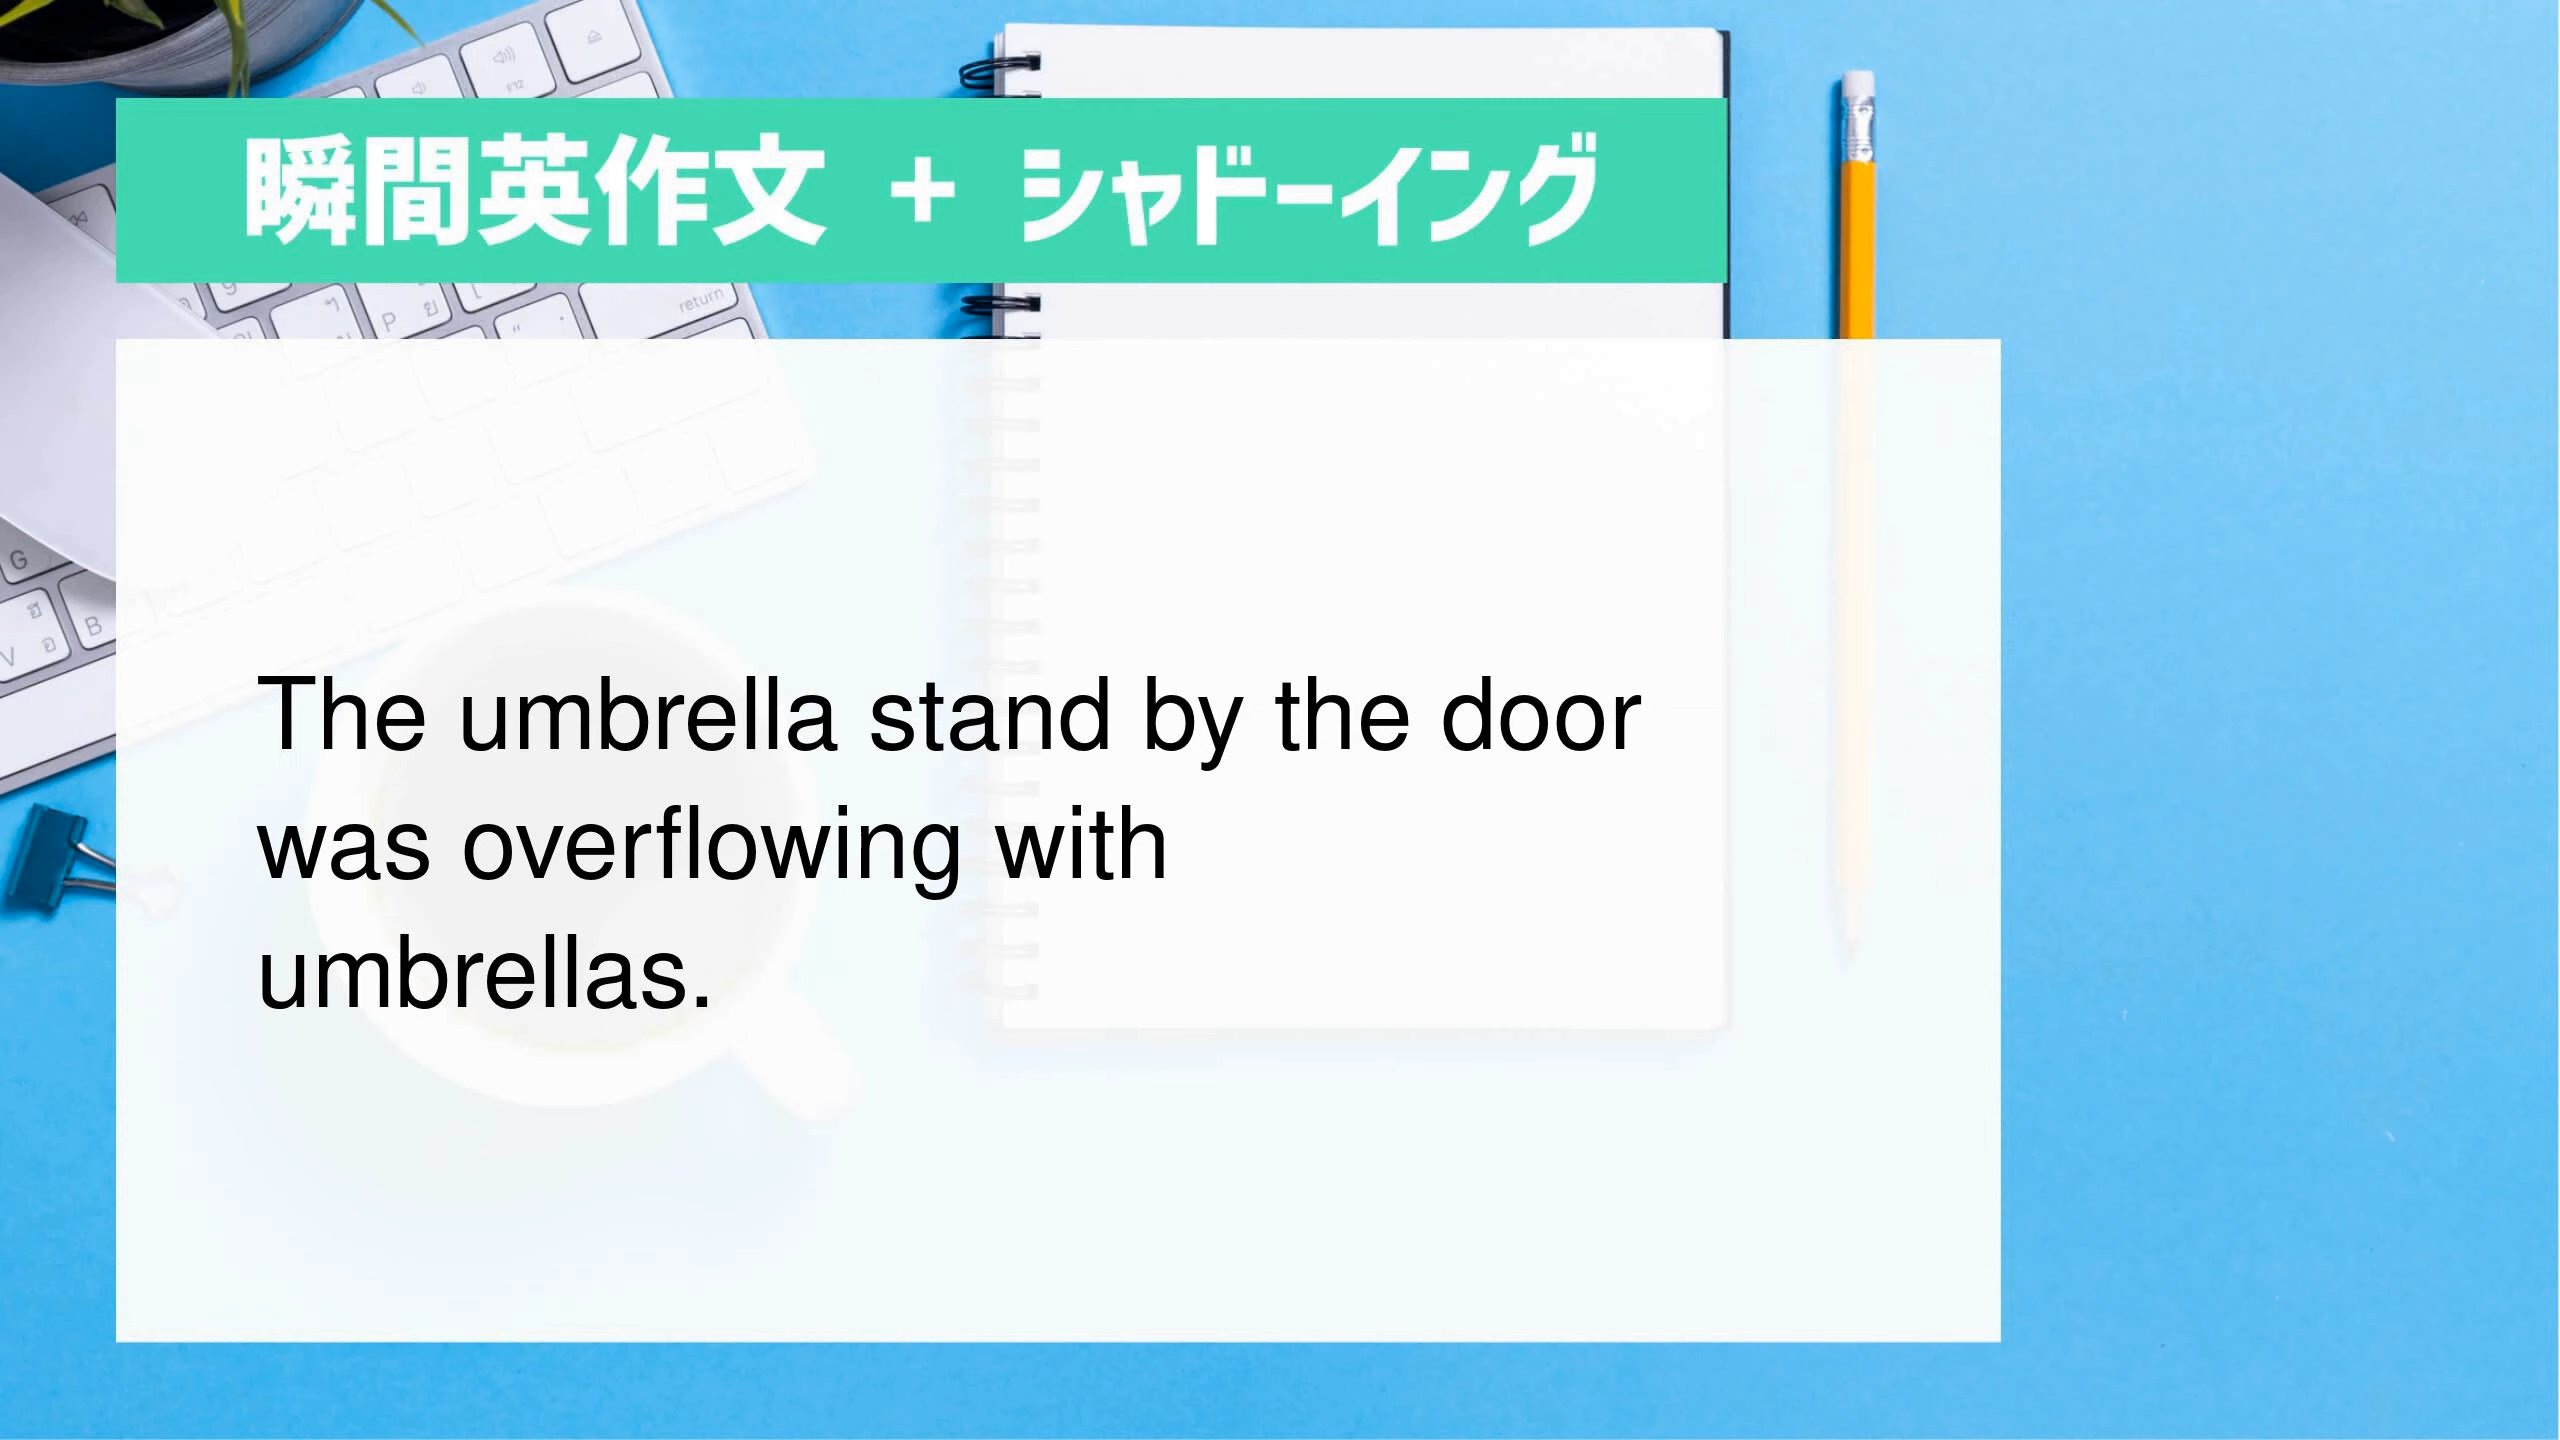 瞬間英作文 + シャドーイング
The umbrella stand by the door
was overflowing with
umbrellas.